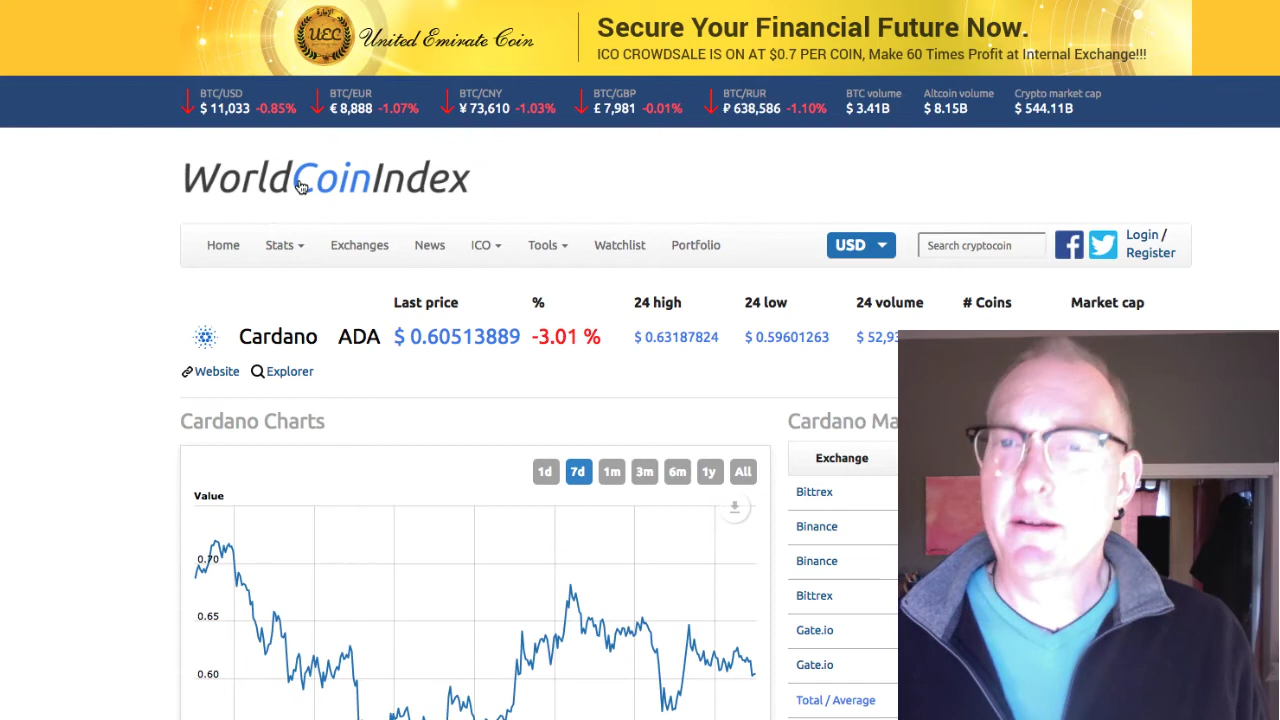 الإمارة
UEC
United Emirate Coin
Secure Your Financial Future Now.
ICO CROWDSALE IS ON AT $0.7 PER COIN, Make 60 Times Profit at Internal Exchange!!!
BTC/USD BTC/EUR BTC/CNY BTC/GBP BTC/RUR BTC volume Altcoin volume Crypto market cap
$ 11,033 -0.85% € 8,888 -1.07% ¥ 73,610 -1.03% £ 7,981 -0.01% ₽ 638,586 -1.10% $ 3.41B $ 8.15B $ 544.11B
WorldCoinIndex
Home Stats Exchanges News ICO Tools Watchlist Portfolio USD Search cryptocoin Login / Register
Last price % 24 high 24 low 24 volume # Coins Market cap
Cardano ADA $ 0.60513889 -3.01 % $ 0.63187824 $ 0.59601263 $ 52,93
Website Explorer
Cardano Charts
1d 7d 1m 3m 6m 1y All
Value
0.70
0.65
0.60
Cardano Ma
Exchange
Bittrex
Binance
Binance
Bittrex
Gate.io
Gate.io
Total / Average